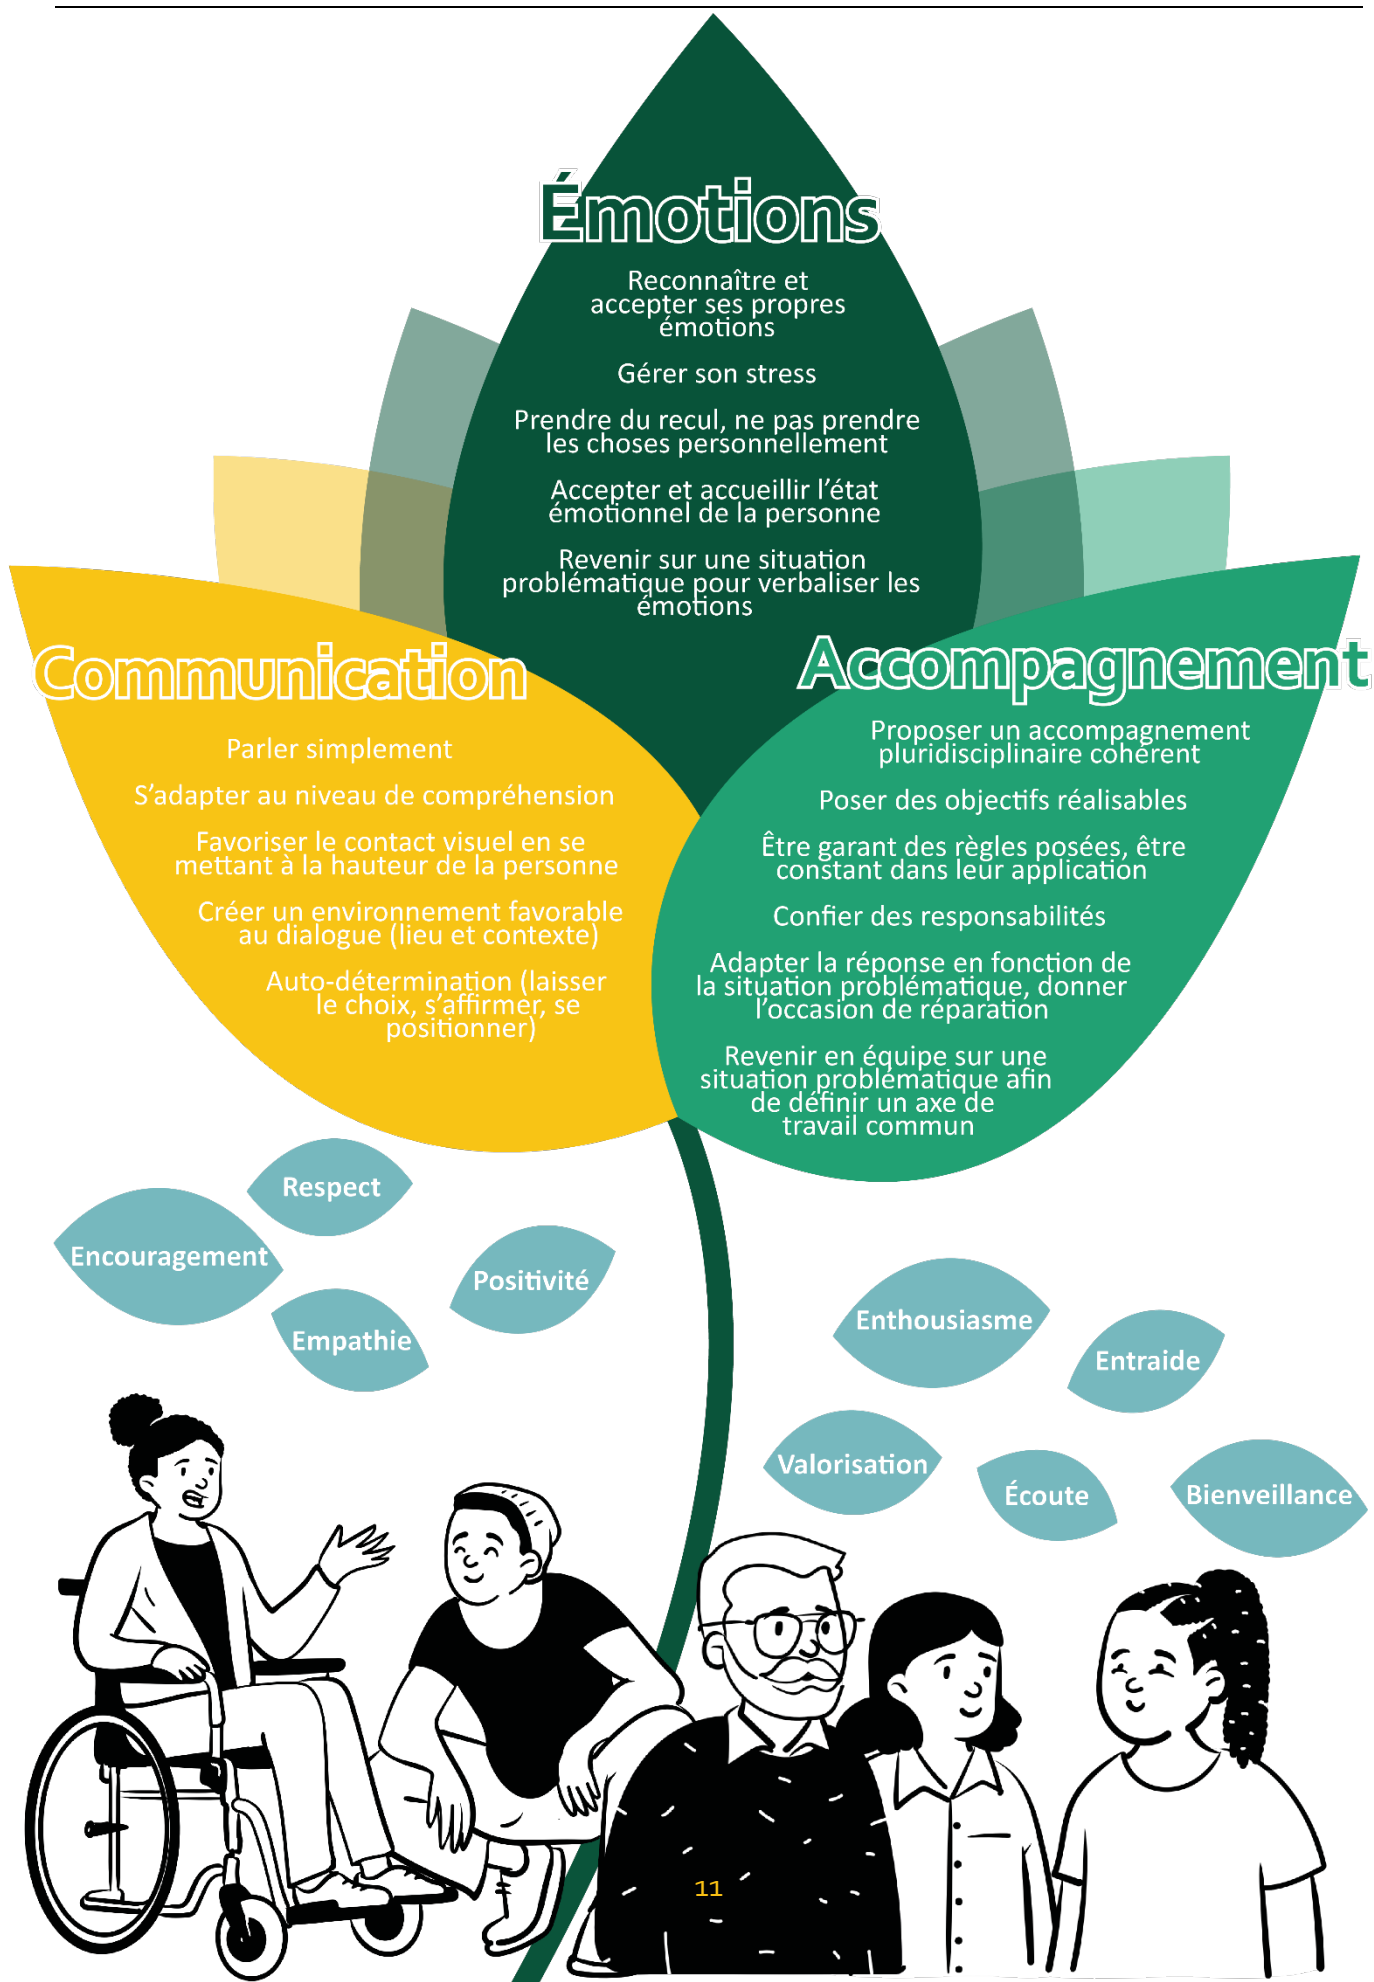 Émotions
Reconnaître et
accepter ses propres
émotions
Gérer son stress
Prendre du recul, ne pas prendre
les choses personnellement
Accepter et accueillir l’état
émotionnel de la personne
Revenir sur une situation
problématique pour verbaliser les
émotions
Communication
Parler simplement
S’adapter au niveau de compréhension
Favoriser le contact visuel en se
mettant à la hauteur de la personne
Créer un environnement favorable
au dialogue (lieu et contexte)
Auto-détermination (laisser
le choix, s’affirmer, se
positionner)
Accompagnement
Proposer un accompagnement
pluridisciplinaire cohérent
Poser des objectifs réalisables
Être garant des règles posées, être
constant dans leur application
Confier des responsabilités
Adapter la réponse en fonction de
la situation problématique, donner
l’occasion de réparation
Revenir en équipe sur une
situation problématique afin
de définir un axe de
travail commun
Respect
Encouragement
Positivité
Empathie
Enthousiasme
Entraide
Valorisation
Écoute
Bienveillance
11